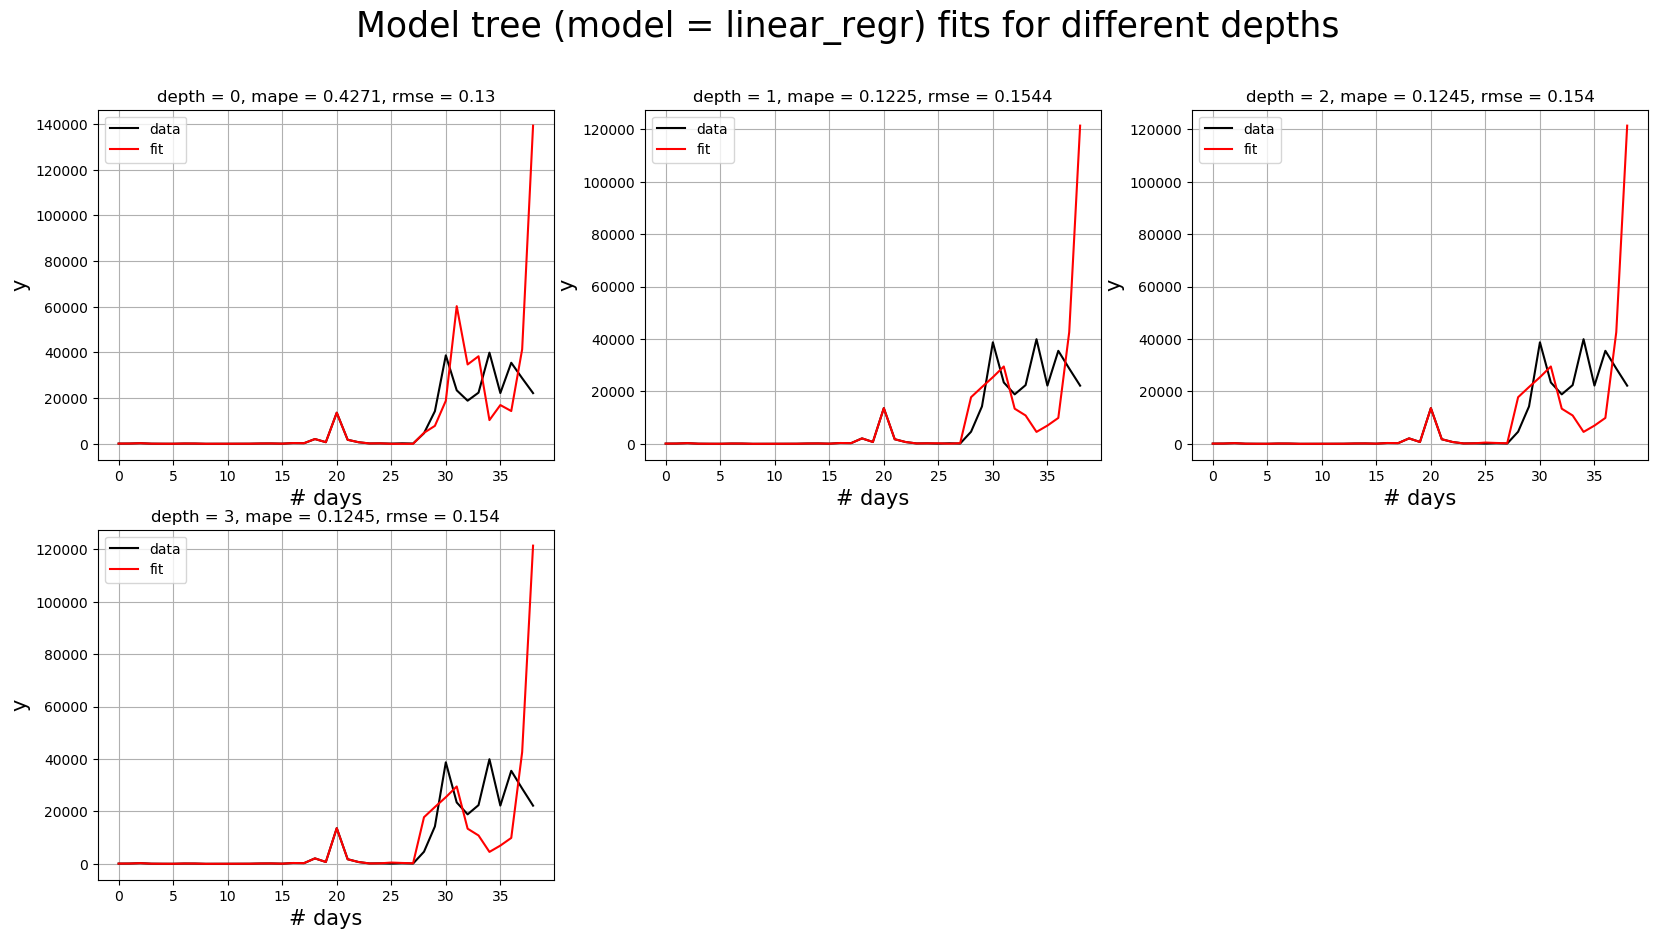 Model tree (model = linear_regr) fits for different depths
depth = 0, mape = 0.4271, rmse = 0.13
140000
120000
100000
80000
60000
40000
20000
0
y
data
fit
0 5 10 15 20 25 30 35
# days
depth = 1, mape = 0.1225, rmse = 0.1544
120000
100000
80000
60000
40000
20000
0
y
data
fit
0 5 10 15 20 25 30 35
# days
depth = 2, mape = 0.1245, rmse = 0.154
120000
100000
80000
60000
40000
20000
0
y
data
fit
0 5 10 15 20 25 30 35
# days
depth = 3, mape = 0.1245, rmse = 0.154
120000
100000
80000
60000
40000
20000
0
y
data
fit
0 5 10 15 20 25 30 35
# days